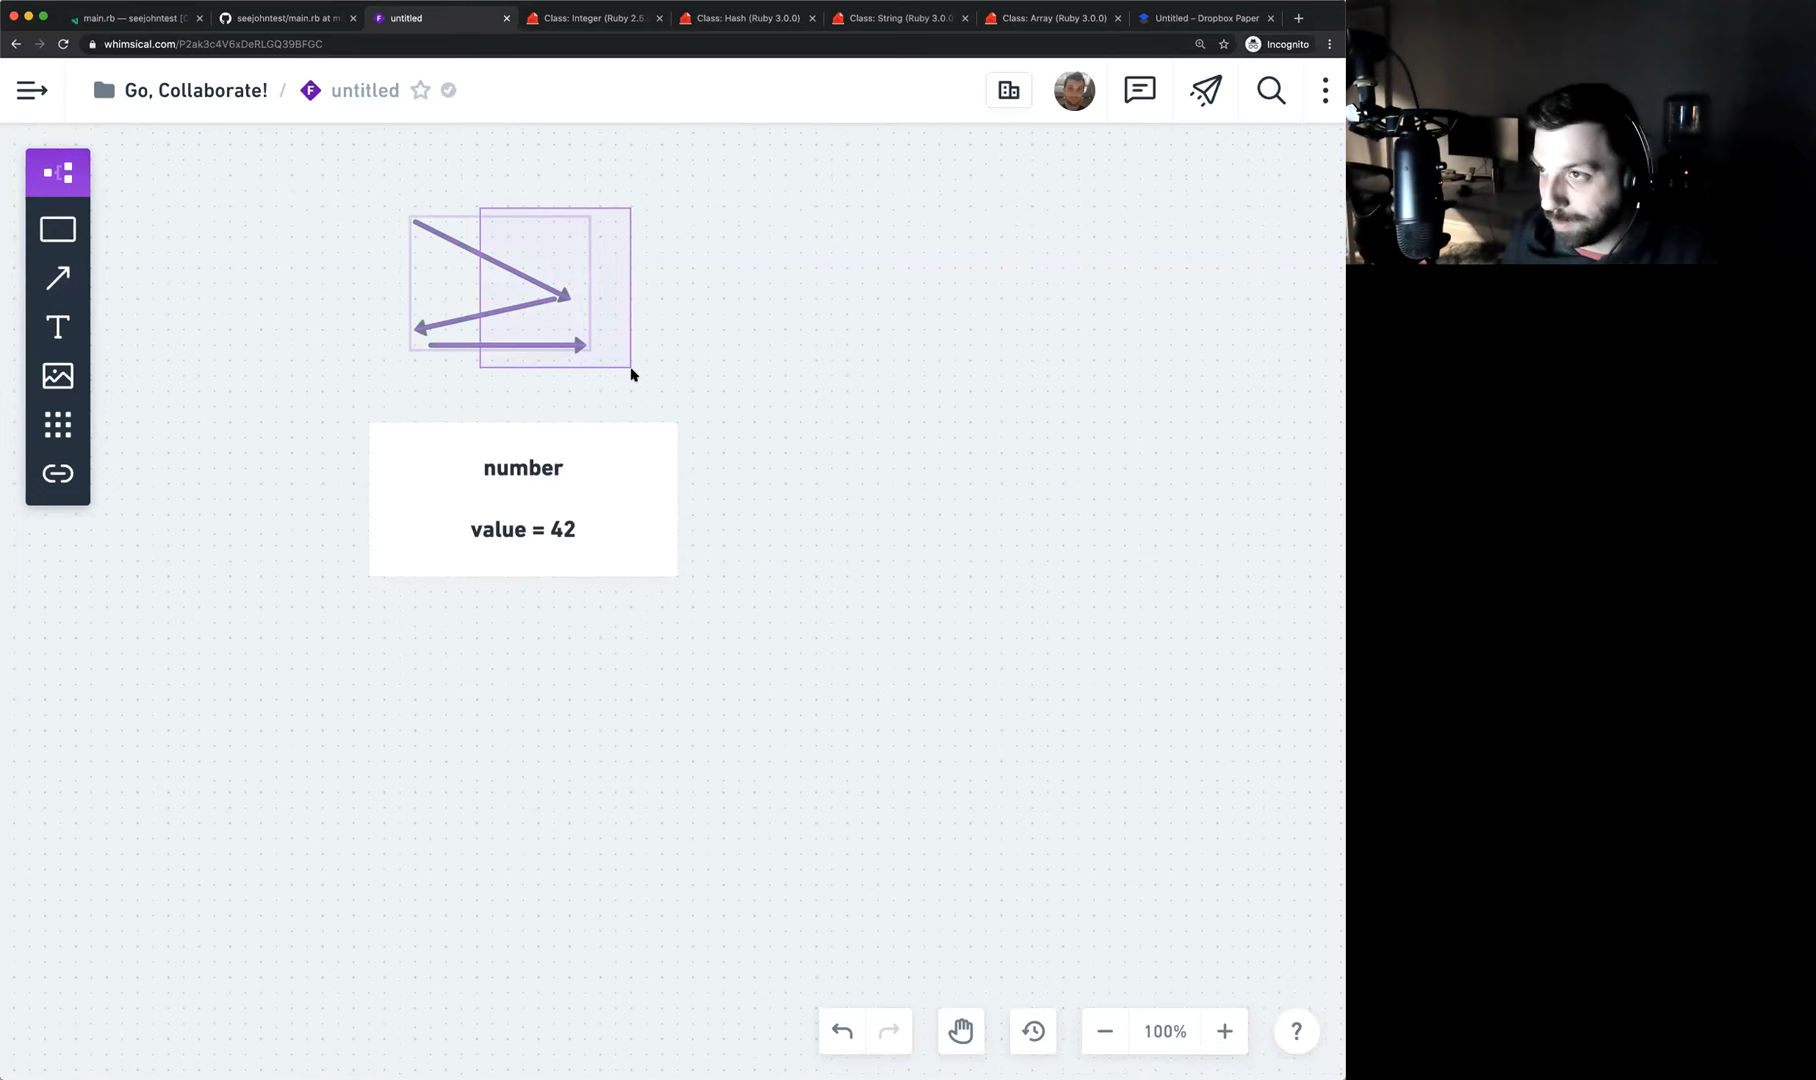 main.rb — seejohntest [C
seejohntest/main.rb at m
untitled
Class: Integer (Ruby 2.6.
Class: Hash (Ruby 3.0.0)
Class: String (Ruby 3.0.0
Class: Array (Ruby 3.0.0)
Untitled – Dropbox Paper
whimsical.com/P2ak3c4V6xDeRLGQ39BFGC
Incognito
Go, Collaborate! / F untitled
T
number
value = 42
100%
?